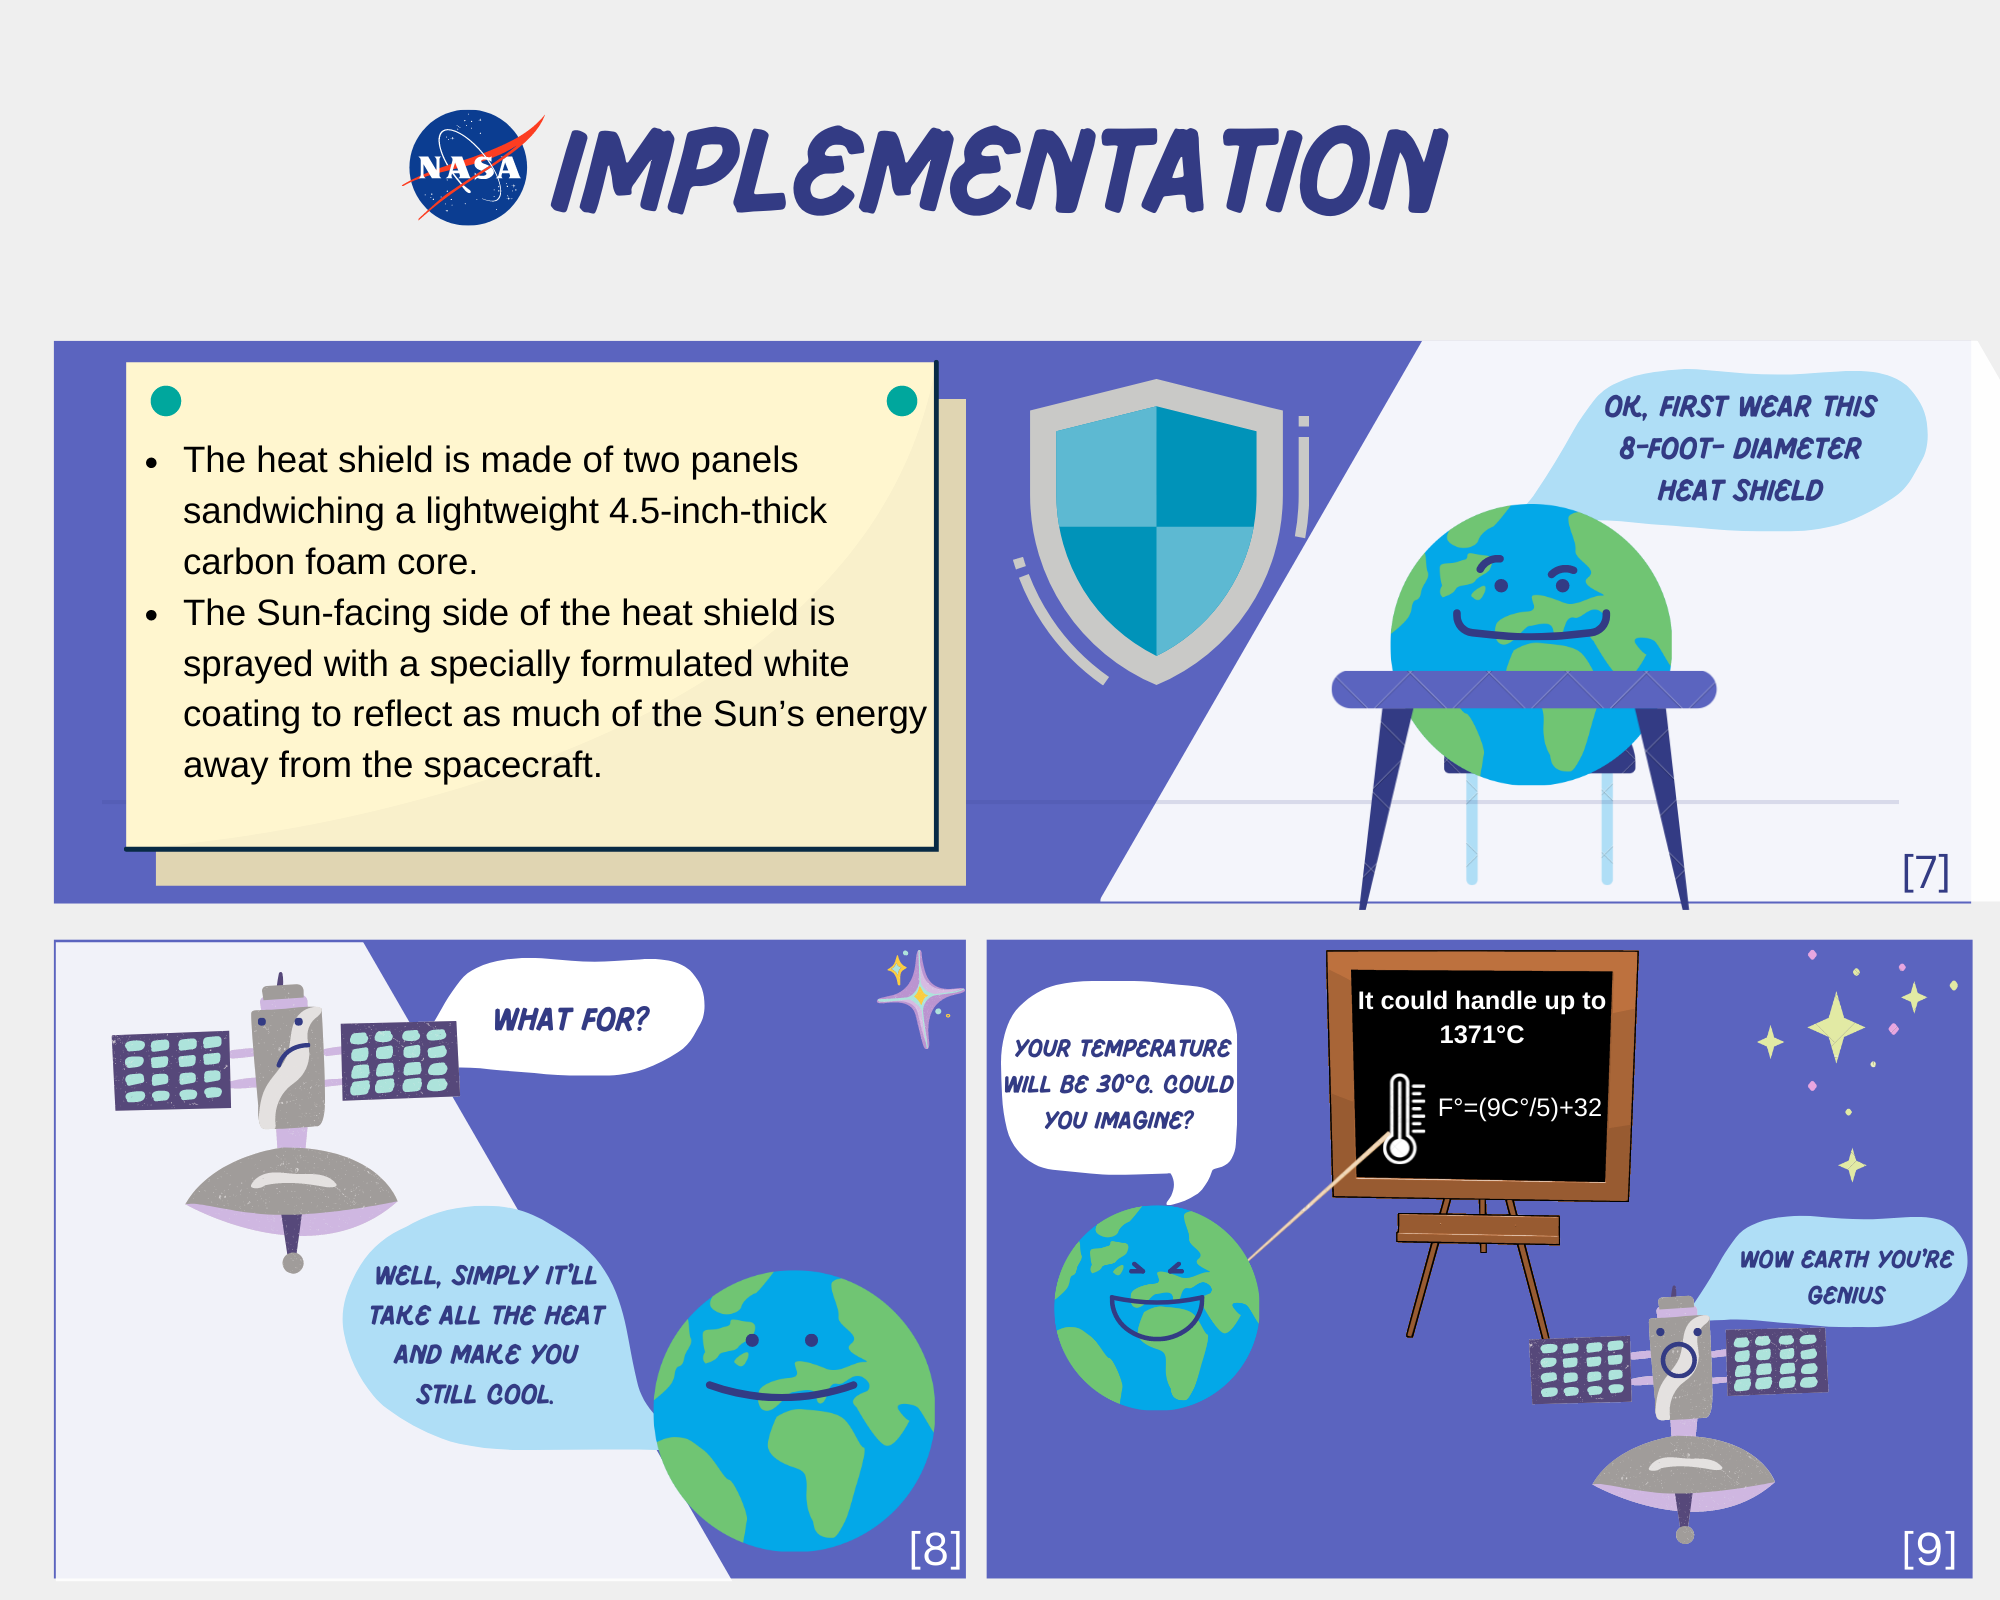 NASA IMPLEMENTATION
• The heat shield is made of two panels
sandwiching a lightweight 4.5-inch-thick
carbon foam core.
• The Sun-facing side of the heat shield is
sprayed with a specially formulated white
coating to reflect as much of the Sun’s energy
away from the spacecraft.
OK, FIRST WEAR THIS
8-FOOT- DIAMETER
HEAT SHIELD
[7]
WHAT FOR?
WELL, SIMPLY IT'LL
TAKE ALL THE HEAT
AND MAKE YOU
STILL COOL.
[8]
YOUR TEMPERATURE
WILL BE 30°C. COULD
YOU IMAGINE?
It could handle up to
1371°C
F°=(9C°/5)+32
WOW EARTH YOU'RE
GENIUS
[9]